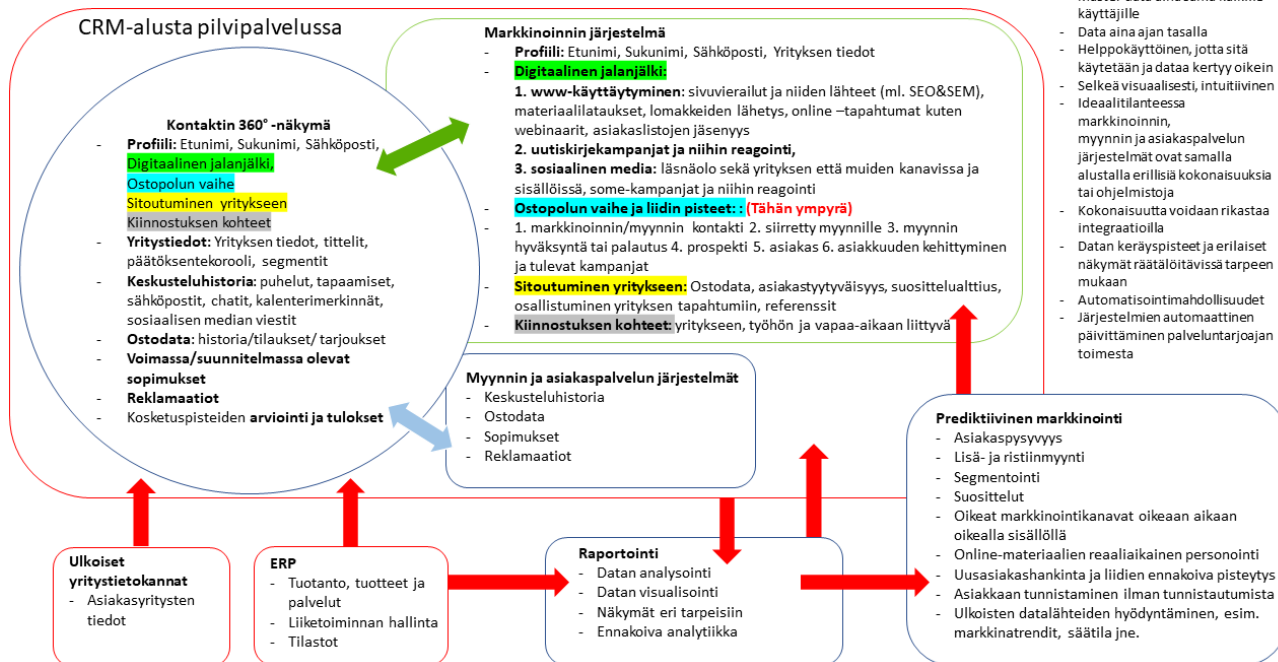 CRM-alusta pilvipalvelussa
Kontaktin 360° -näkymä
- Profiili: Etunimi, Sukunimi, Sähköposti,
Digitaalinen jalanjälki,
Ostopolun vaihe
Sitoutuminen yritykseen
Kiinnostuksen kohteet
- Yritystiedot: Yrityksen tiedot, tittelit,
päätöksentekorooli, segmentit
- Keskusteluhistoria: puhelut, tapaamiset,
sähköpostit, chatit, kalenterimerkinnät,
sosiaalisen median viestit
- Ostodata: historia/tilaukset/ tarjoukset
- Voimassa/suunnitelmassa olevat
sopimukset
- Reklamaatiot
- Kosketuspisteiden arviointi ja tulokset
Markkinoinnin järjestelmä
- Profiili: Etunimi, Sukunimi, Sähköposti, Yrityksen tiedot
- Digitaalinen jalanjälki:
1. www-käyttäytyminen: sivuvierailut ja niiden lähteet (ml. SEO&SEM),
materiaalilataukset, lomakkeiden lähetys, online –tapahtumat kuten
webinaarit, asiakaslistojen jäsenyys
2. uutiskirjekampanjat ja niihin reagointi,
3. sosiaalinen media: läsnäolo sekä yrityksen että muiden kanavissa ja
sisällöissä, some-kampanjat ja niihin reagointi
- Ostopolun vaihe ja liidin pisteet: : (Tähän ympyrä)
- 1. markkinoinnin/myynnin kontakti 2. siirretty myynnille 3. myynnin
hyväksyntä tai palautus 4. prospekti 5. asiakas 6. asiakkuuden kehittyminen
ja tulevat kampanjat
- Sitoutuminen yritykseen: Ostodata, asiakastyytyväisyys, suosittelualttius,
osallistuminen yrityksen tapahtumiin, referenssit
- Kiinnostuksen kohteet: yritykseen, työhön ja vapaa-aikaan liittyvä
käyttäjille
- Data aina ajan tasalla
- Helppokäyttöinen, jotta sitä
käytetään ja dataa kertyy oikein
- Selkeä visuaalisesti, intuitiivinen
- Ideaalitilanteessa
markkinoinnin,
myynnin ja asiakaspalvelun
järjestelmät ovat samalla
alustalla erillisiä kokonaisuuksia
tai ohjelmistoja
- Kokonaisuutta voidaan rikastaa
integraatioilla
- Datan keräyspisteet ja erilaiset
näkymät räätälöitävissä tarpeen
mukaan
- Automatisointimahdollisuudet
- Järjestelmien automaattinen
päivittäminen palveluntarjoajan
toimesta
Myynnin ja asiakaspalvelun järjestelmät
- Keskusteluhistoria
- Ostodata
- Sopimukset
- Reklamaatiot
Prediktiivinen markkinointi
- Asiakaspysyvyys
- Lisä- ja ristiinmyynti
- Segmentointi
- Suosittelut
- Oikeat markkinointikanavat oikeaan aikaan
oikealla sisällöllä
- Online-materiaalien reaaliaikainen personointi
- Uusasiakashankinta ja liidien ennakoiva pisteytys
- Asiakkaan tunnistaminen ilman tunnistautumista
- Ulkoisten datalähteiden hyödyntäminen, esim.
markkinatrendit, säätila jne.
Ulkoiset
yritystietokannat
- Asiakasyritysten
tiedot
ERP
- Tuotanto, tuotteet ja
palvelut
- Liiketoiminnan hallinta
- Tilastot
Raportointi
- Datan analysointi
- Datan visualisointi
- Näkymät eri tarpeisiin
- Ennakoiva analytiikka